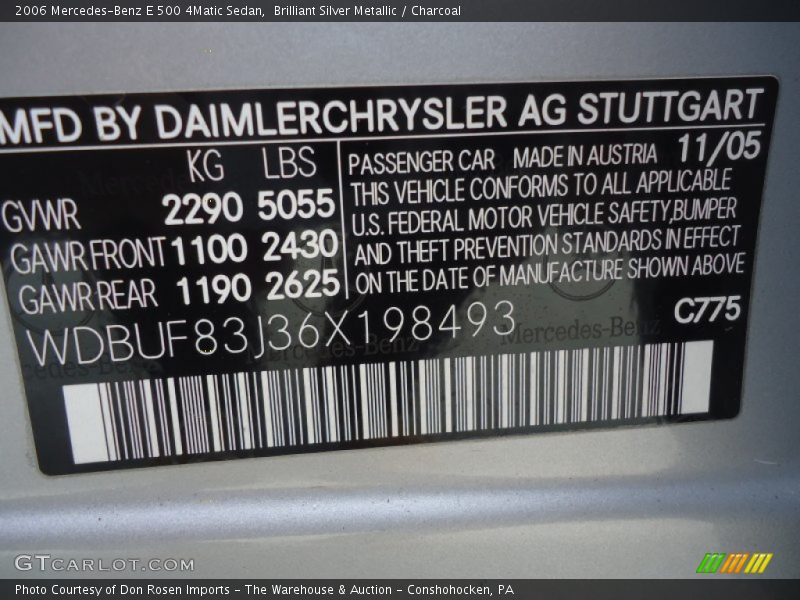 2006 Mercedes-Benz E 500 4Matic Sedan, Brilliant Silver Metallic / Charcoal
MFD BY DAIMLERCHRYSLER AG STUTTGART
KG LBS
GVWR 2290 5055
GAWR FRONT 1100 2430
GAWR REAR 1190 2625
PASSENGER CAR MADE IN AUSTRIA 11/05
THIS VEHICLE CONFORMS TO ALL APPLICABLE
U.S. FEDERAL MOTOR VEHICLE SAFETY, BUMPER
AND THEFT PREVENTION STANDARDS IN EFFECT
ON THE DATE OF MANUFACTURE SHOWN ABOVE
WDBUF83J36X198493
C775
Mercedes-Benz
GTCARLOT.COM
Photo Courtesy of Don Rosen Imports - The Warehouse & Auction - Conshohocken, PA